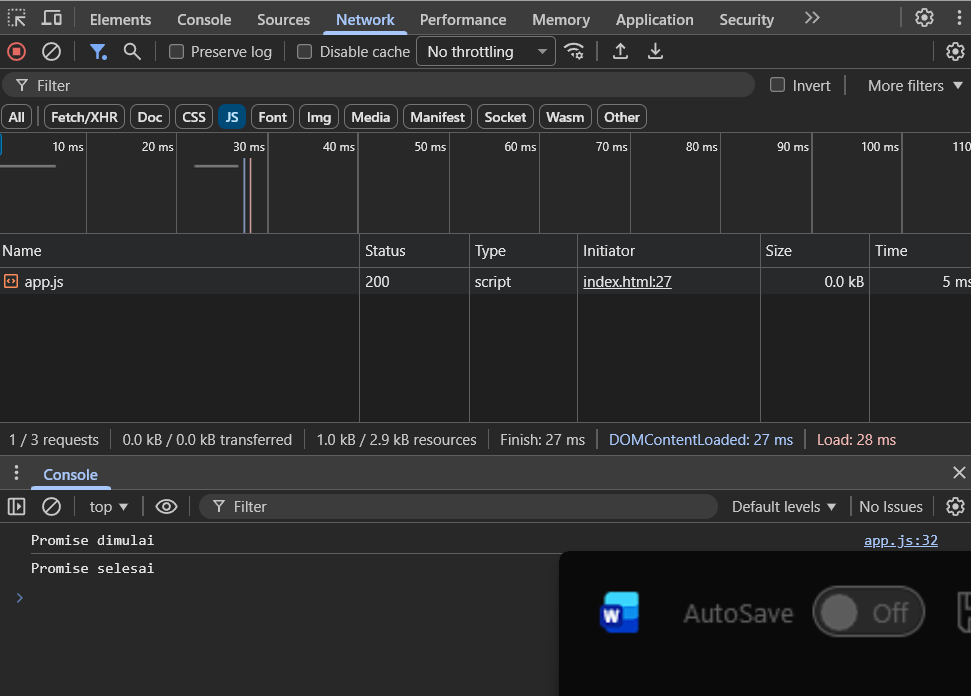 Elements Console Sources Network Performance Memory Application Security
Preserve log Disable cache No throttling
Filter Invert More filters
All Fetch/XHR Doc CSS JS Font Img Media Manifest Socket Wasm Other
10 ms 20 ms 30 ms 40 ms 50 ms 60 ms 70 ms 80 ms 90 ms 100 ms 110
Name Status Type Initiator Size Time
app.js 200 script index.html:27 0.0 kB 5 ms
1 / 3 requests 0.0 kB / 0.0 kB transferred 1.0 kB / 2.9 kB resources Finish: 27 ms DOMContentLoaded: 27 ms Load: 28 ms
Console
top Filter Default levels No Issues
Promise dimulai app.js:32
Promise selesai
W AutoSave Off